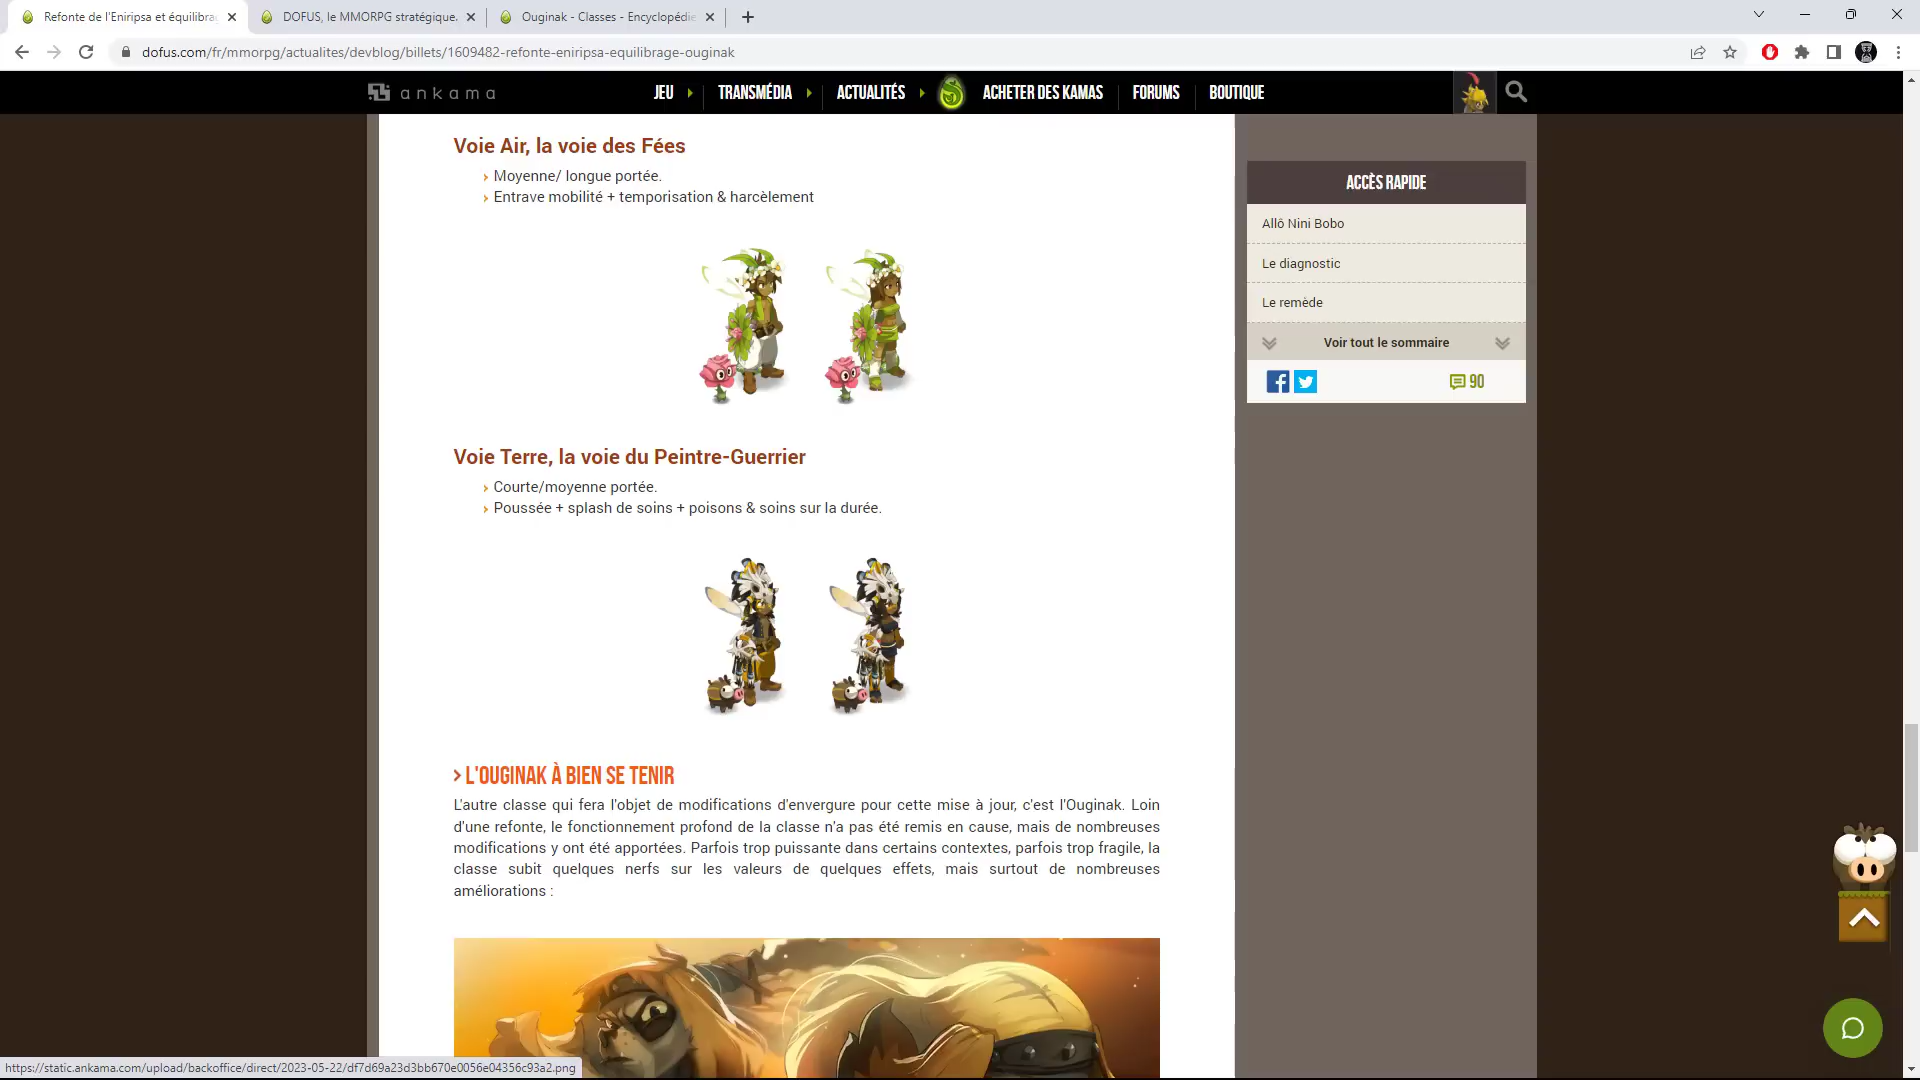 Refonte de l'Eniripsa et équilibra
DOFUS, le MMORPG stratégique.
Ouginak - Classes - Encyclopédie
dofus.com/fr/mmorpg/actualites/devblog/billets/1609482-refonte-eniripsa-equilibrage-ouginak
ankama
JEU
TRANSMÉDIA
ACTUALITÉS
ACHETER DES KAMAS
FORUMS
BOUTIQUE
Voie Air, la voie des Fées
Moyenne/ longue portée.
Entrave mobilité + temporisation & harcèlement
Voie Terre, la voie du Peintre-Guerrier
Courte/moyenne portée.
Poussée + splash de soins + poisons & soins sur la durée.
> L'OUGINAK À BIEN SE TENIR
L'autre classe qui fera l'objet de modifications d'envergure pour cette mise à jour, c'est l'Ouginak. Loin
d'une refonte, le fonctionnement profond de la classe n'a pas été remis en cause, mais de nombreuses
modifications y ont été apportées. Parfois trop puissante dans certains contextes, parfois trop fragile, la
classe subit quelques nerfs sur les valeurs de quelques effets, mais surtout de nombreuses
améliorations :
ACCÈS RAPIDE
Allô Nini Bobo
Le diagnostic
Le remède
Voir tout le sommaire
90
https://static.ankama.com/upload/backoffice/direct/2023-05-22/df7d69a23d3bb670e0056e04356c93a2.png